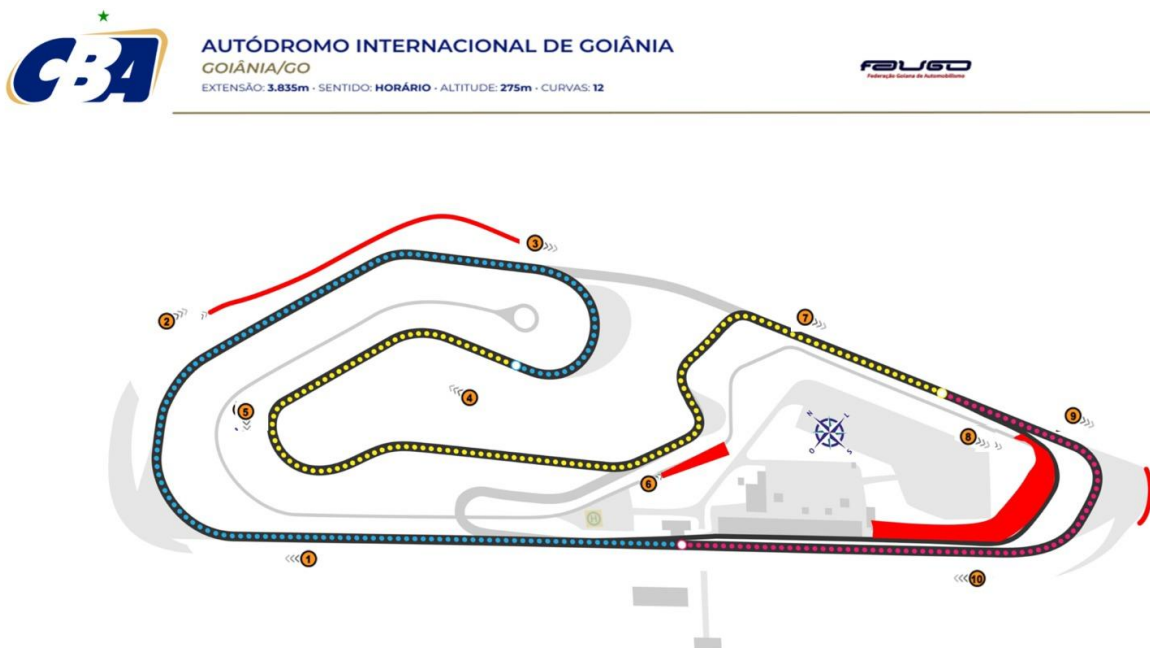 CBA
AUTÓDROMO INTERNACIONAL DE GOIÂNIA
GOIÂNIA/GO
EXTENSÃO: 3.835m • SENTIDO: HORÁRIO • ALTITUDE: 275m • CURVAS: 12
FAUGO
Federação Goiana de Automobilismo
3
2
7
4
5
9
N
L
8
O
S
6
H
1
10